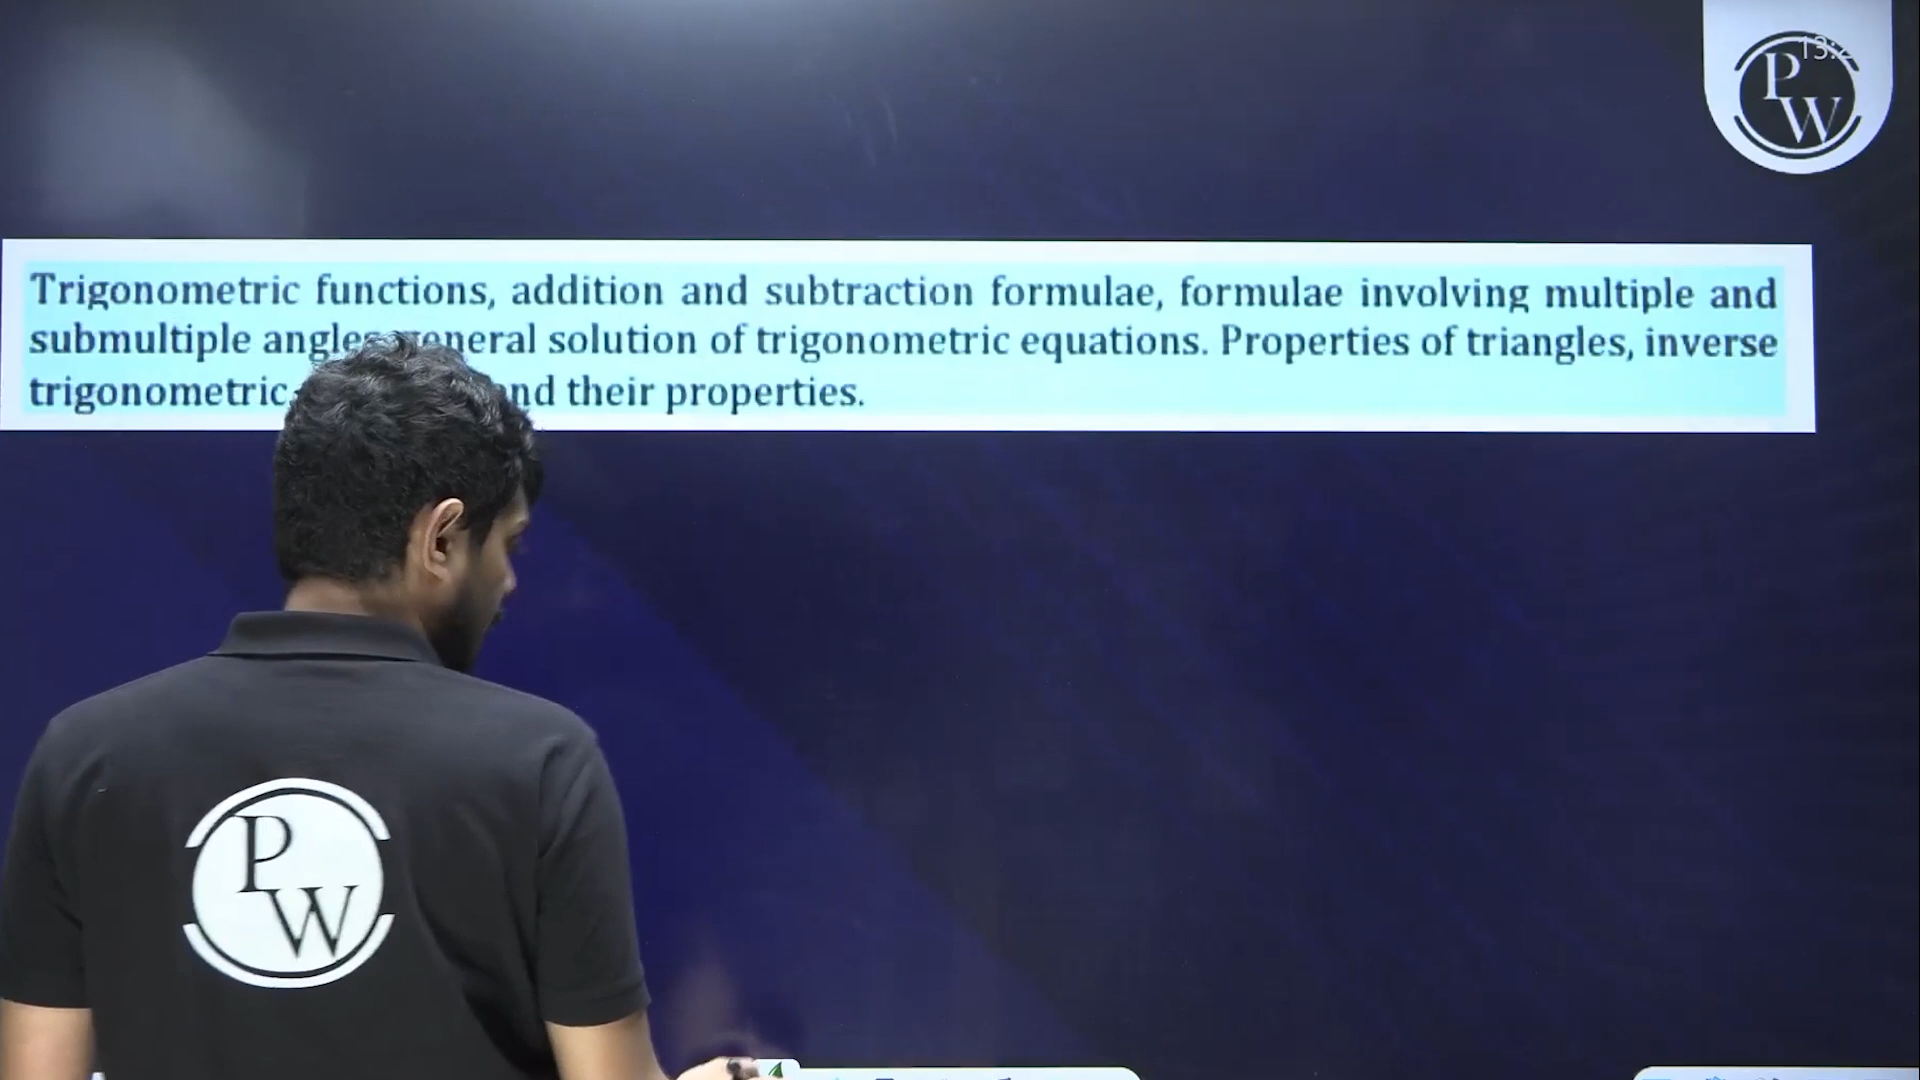 13:
PW
Trigonometric functions, addition and subtraction formulae, formulae involving multiple and
submultiple angles general solution of trigonometric equations. Properties of triangles, inverse
trigonometric and their properties.
PW